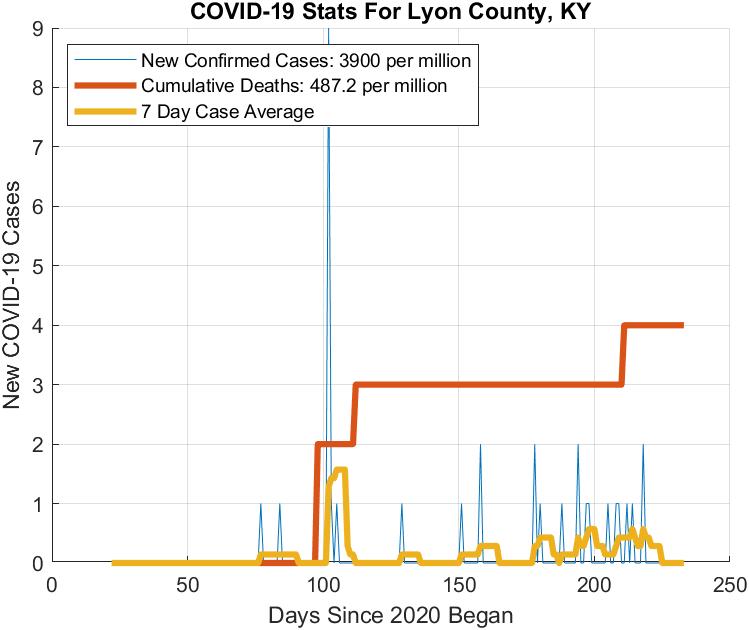 COVID-19 Stats For Lyon County, KY
New Confirmed Cases: 3900 per million
Cumulative Deaths: 487.2 per million
7 Day Case Average
New COVID-19 Cases
9
8
7
6
5
4
3
2
1
0
0 50 100 150 200 250
Days Since 2020 Began